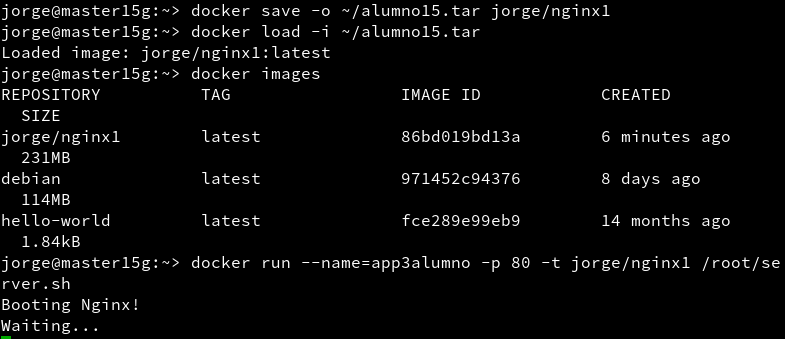 jorge@master15g:~> docker save -o ~/alumno15.tar jorge/nginx1
jorge@master15g:~> docker load -i ~/alumno15.tar
Loaded image: jorge/nginx1:latest
jorge@master15g:~> docker images
REPOSITORY          TAG                 IMAGE ID            CREATED
  SIZE
jorge/nginx1        latest              86bd019bd13a        6 minutes ago
  231MB
debian              latest              971452c94376        8 days ago
  114MB
hello-world         latest              fce289e99eb9        14 months ago
  1.84kB
jorge@master15g:~> docker run --name=app3alumno -p 80 -t jorge/nginx1 /root/se
rver.sh
Booting Nginx!
Waiting...